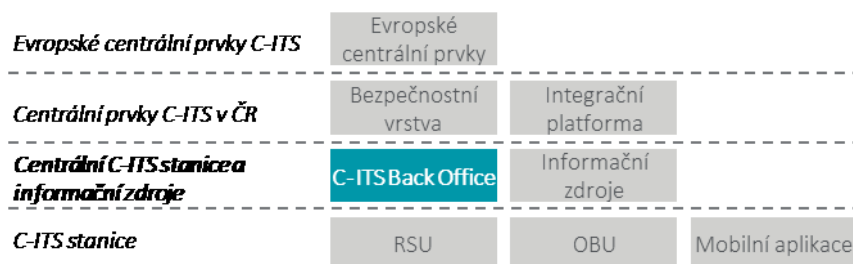 Evropské centrální prvky C-ITS
Evropské
centrální prvky
Centrální prvky C-ITS v ČR
Bezpečnostní
vrstva
Integrační
platforma
Centrální C-ITS stanice a
informační zdroje
C-ITS Back Office
Informační
zdroje
C-ITS stanice
RSU
OBU
Mobilní aplikace